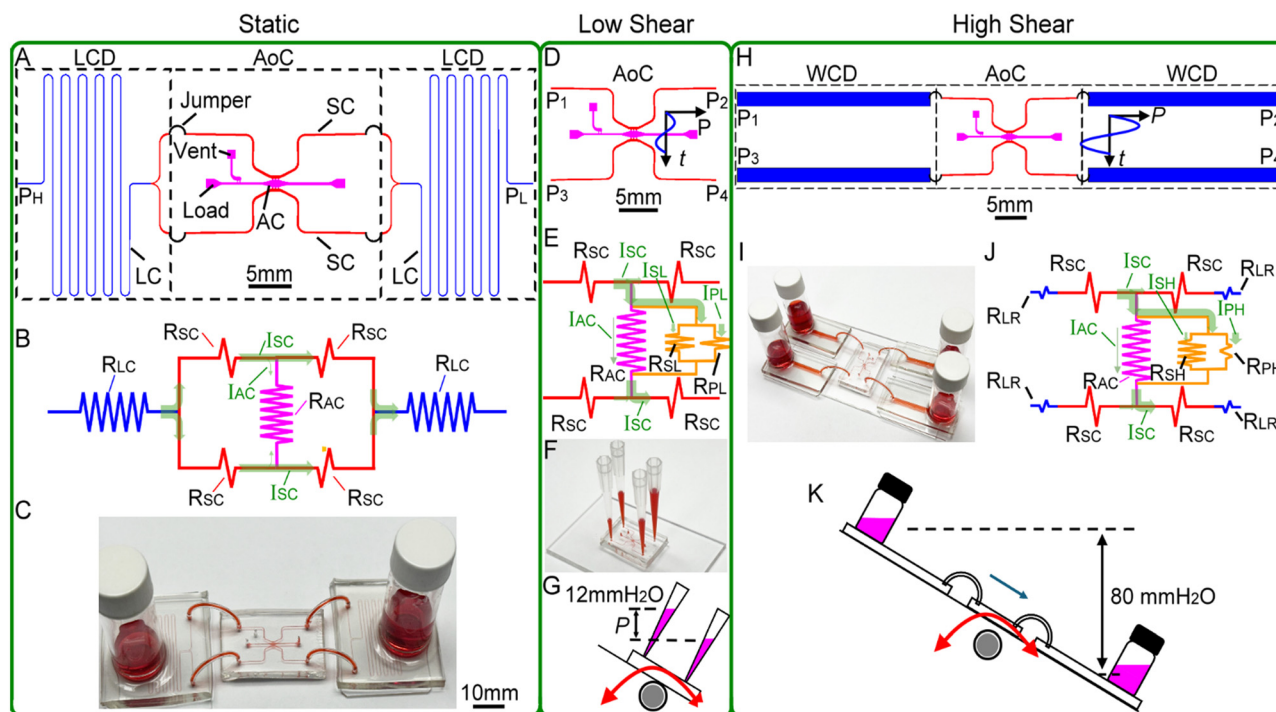 Static
LCD
AoC
LCD
A
Jumper
SC
Vent
PH
Load
AC
PL
LC
SC
LC
5mm
B
RSC
ISC
RSC
RLC
RLC
IAC
RAC
RSC
ISC
RSC
C
10mm
Low Shear
D
AoC
P1
P2
P
t
P3
P4
5mm
E
RSC
ISC
RSC
ISL
IPL
IAC
RSL
RAC
RPL
RSC
ISC
RSC
F
G
12mmH2O
P
High Shear
H
WCD
AoC
WCD
P1
P
P2
P3
t
P4
5mm
I
J
RSC
ISC
RSC
RLR
RLR
ISH
IPH
IAC
RAC
RSH
RPH
RLR
RLR
RSC
ISC
RSC
K
80 mmH2O